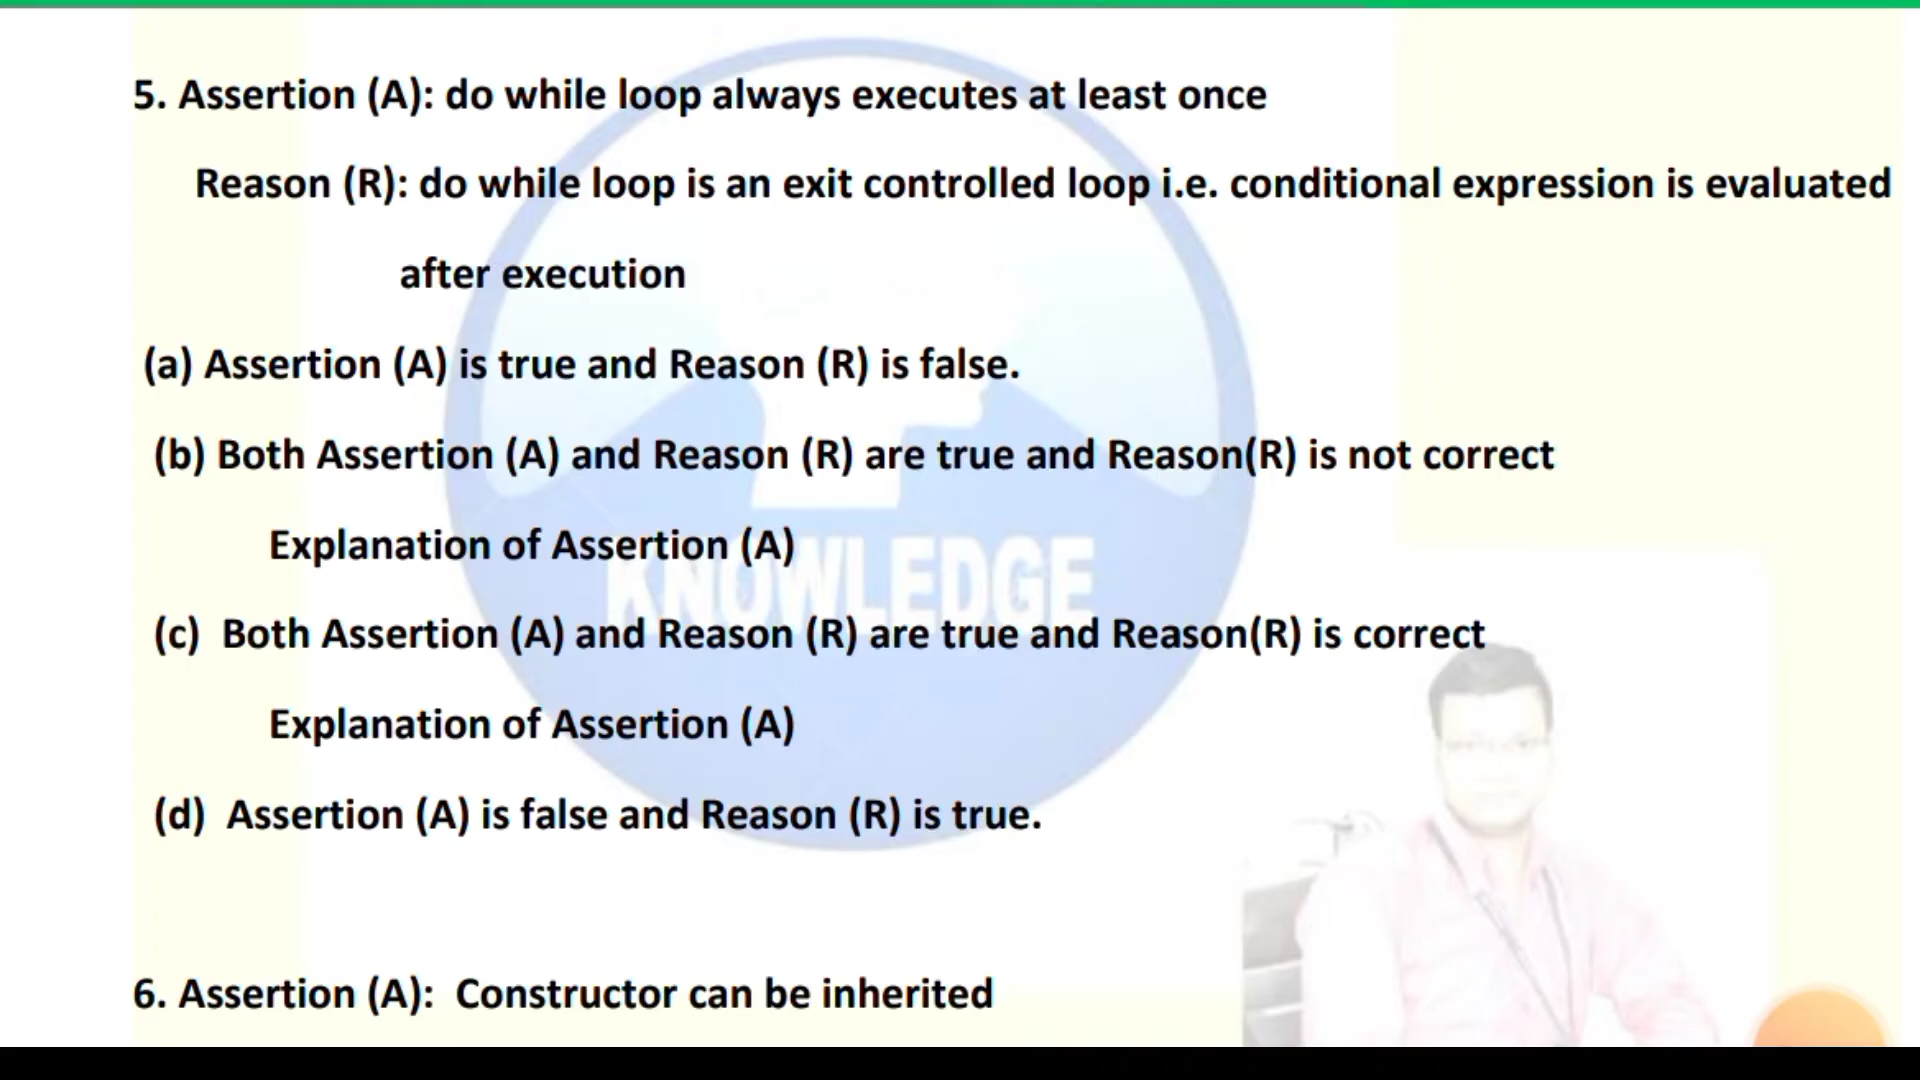 5. Assertion (A): do while loop always executes at least once
Reason (R): do while loop is an exit controlled loop i.e. conditional expression is evaluated
after execution
(a) Assertion (A) is true and Reason (R) is false.
(b) Both Assertion (A) and Reason (R) are true and Reason(R) is not correct
Explanation of Assertion (A)
KNOWLEDGE
(c) Both Assertion (A) and Reason (R) are true and Reason(R) is correct
Explanation of Assertion (A)
(d) Assertion (A) is false and Reason (R) is true.
6. Assertion (A): Constructor can be inherited